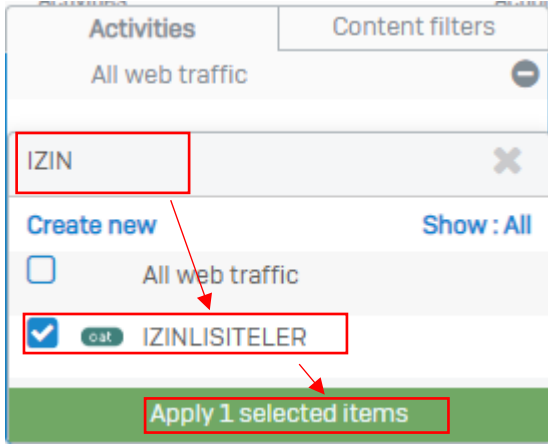 Activities
Content filters
All web traffic
IZIN
Create new
Show : All
All web traffic
cat IZINLISITELER
Apply 1 selected items